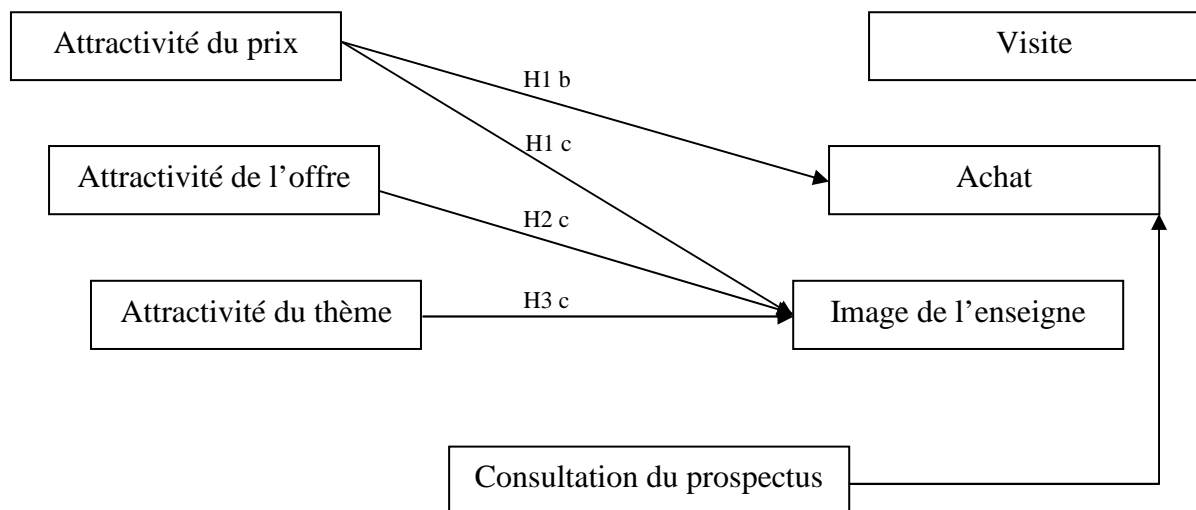 Attractivité du prix
Visite
H1 b
H1 c
Attractivité de l’offre
Achat
H2 c
H3 c
Attractivité du thème
Image de l’enseigne
Consultation du prospectus